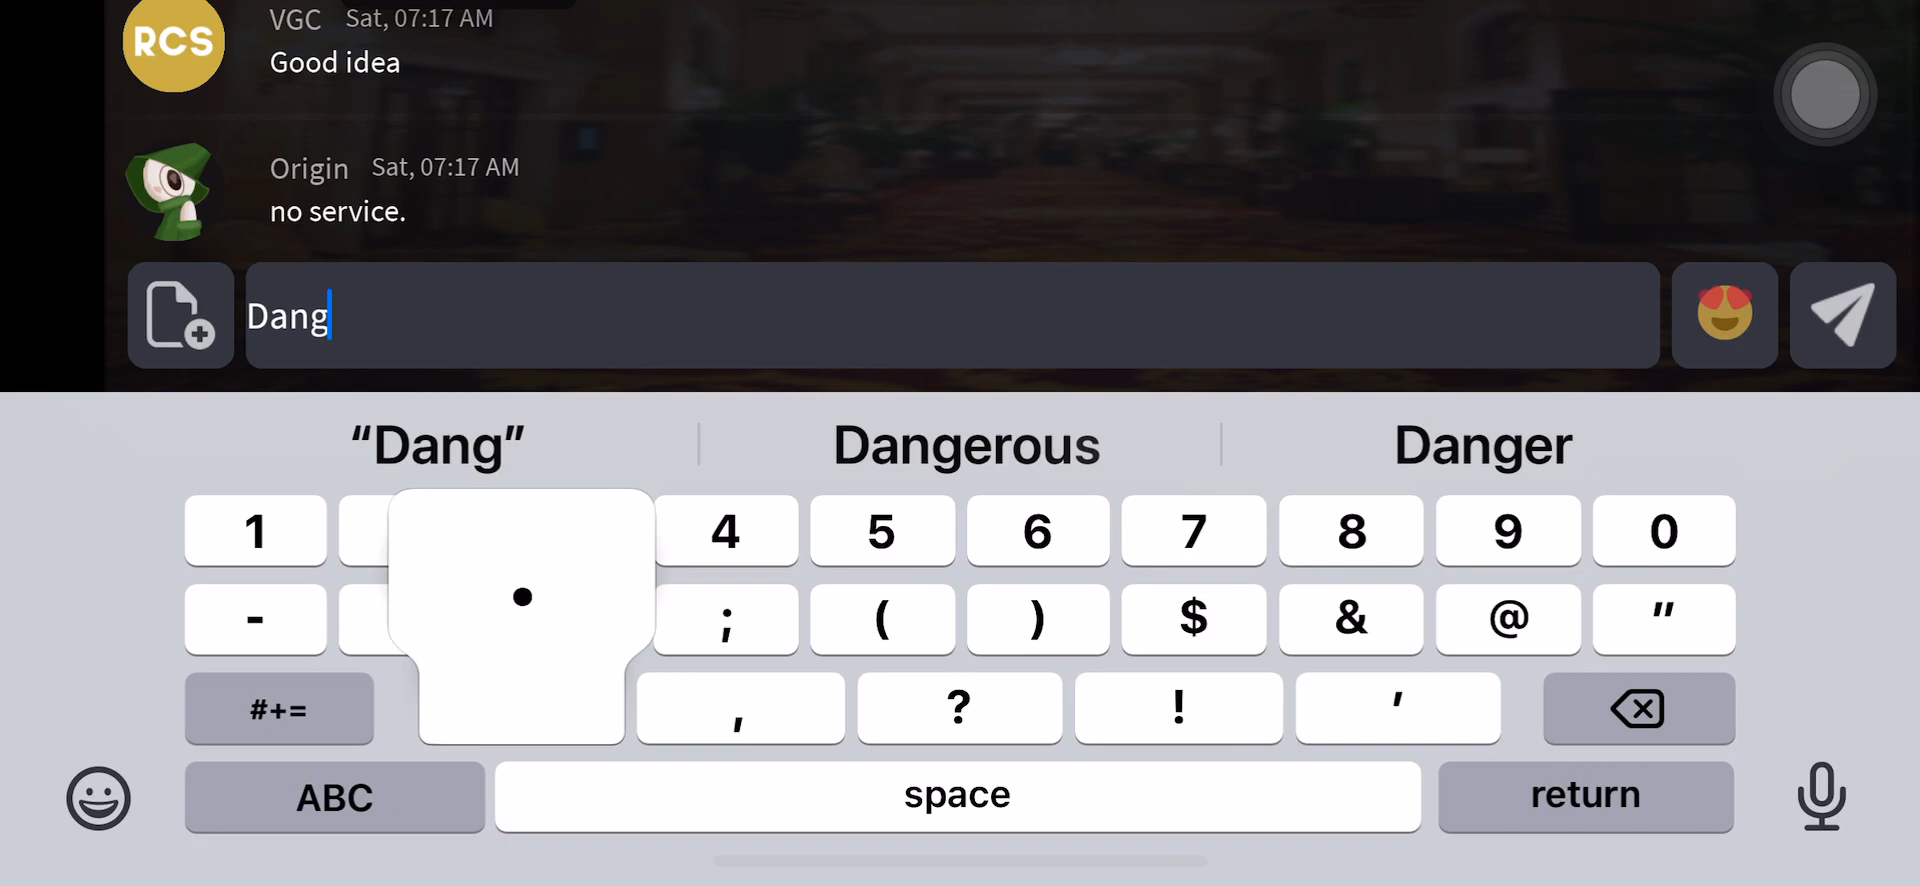 RCS
VGC Sat, 07:17 AM
Good idea
Origin Sat, 07:17 AM
no service.
Dang
“Dang” Dangerous Danger
1 4 5 6 7 8 9 0
- . ; ( ) $ & @ "
#+= , ? ! '
ABC space return